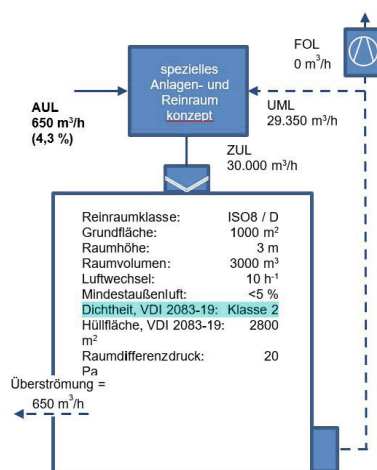 FOL
0 m³/h
spezielles
Anlagen- und
Reinraum
konzept
AUL
650 m³/h
(4,3 %)
UML
29.350 m³/h
ZUL
30.000 m³/h
Reinraumklasse: ISO8 / D
Grundfläche: 1000 m²
Raumhöhe: 3 m
Raumvolumen: 3000 m³
Luftwechsel: 10 h⁻¹
Mindestaußenluft: <5 %
Dichtheit, VDI 2083-19: Klasse 2
Hüllfläche, VDI 2083-19: 2800
m²
Raumdifferenzdruck: 20
Pa
Überströmung =
650 m³/h